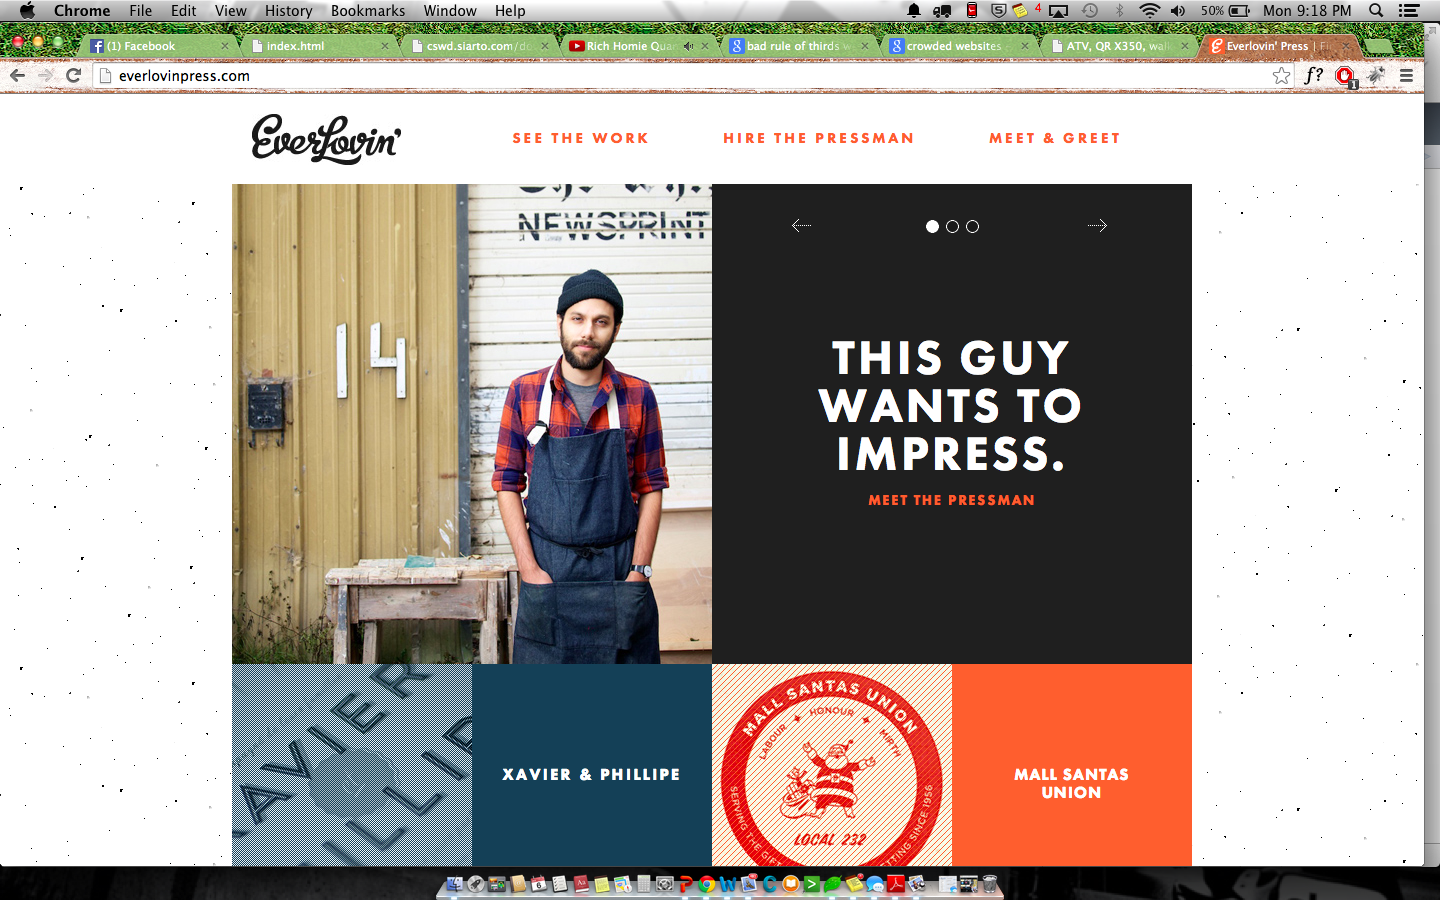 Chrome File Edit View History Bookmarks Window Help
4
50%
Mon 9:18 PM
(1) Facebook
index.html
cswd.siarto.com/d
Rich Homie Qua
bad rule of thirds w
crowded websites
ATV, QR X350, wal
Everlovin' Press |
everlovinpress.com
f?
1
EverLovin'
SEE THE WORK
HIRE THE PRESSMAN
MEET & GREET
NEWSPRINT
14
THIS GUY
WANTS TO
IMPRESS.
MEET THE PRESSMAN
XAVIER & PHILLIPE
MALL SANTAS UNION
LABOUR HONOUR MIRTH
LOCAL 232
SERVING THE GIFT
ETTING SINCE 1956
MALL SANTAS
UNION